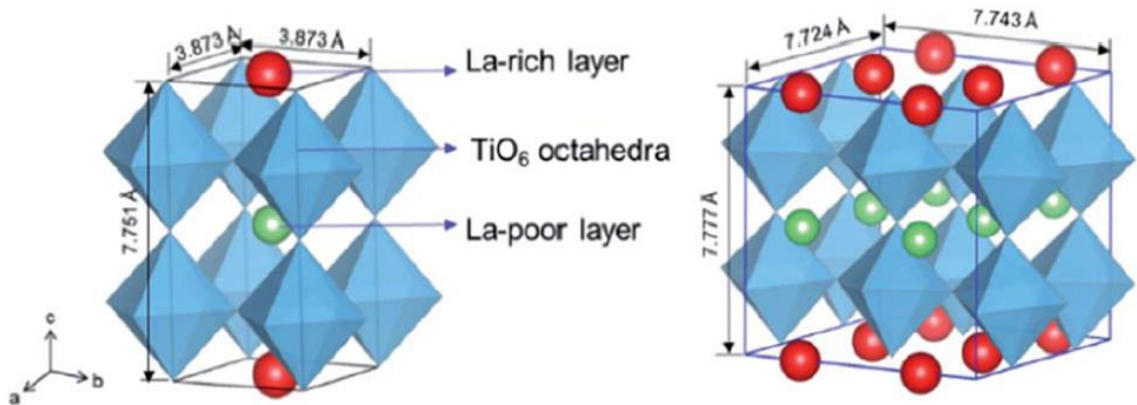 3.873 Å
3.873 Å
La-rich layer
TiO₆ octahedra
7.751 Å
La-poor layer
c
a
b
7.724 Å
7.743 Å
7.777 Å